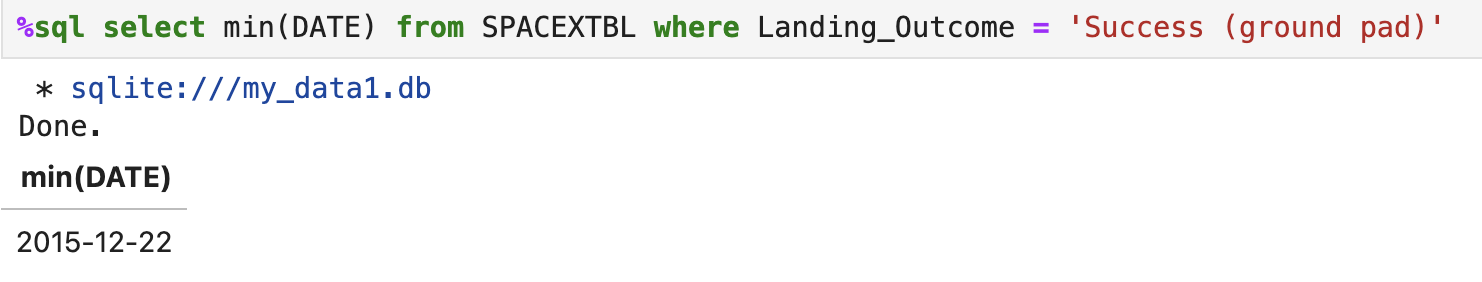 %sql select min(DATE) from SPACEXTBL where Landing_Outcome = 'Success (ground pad)'
* sqlite:///my_data1.db
Done.
min(DATE)
2015-12-22